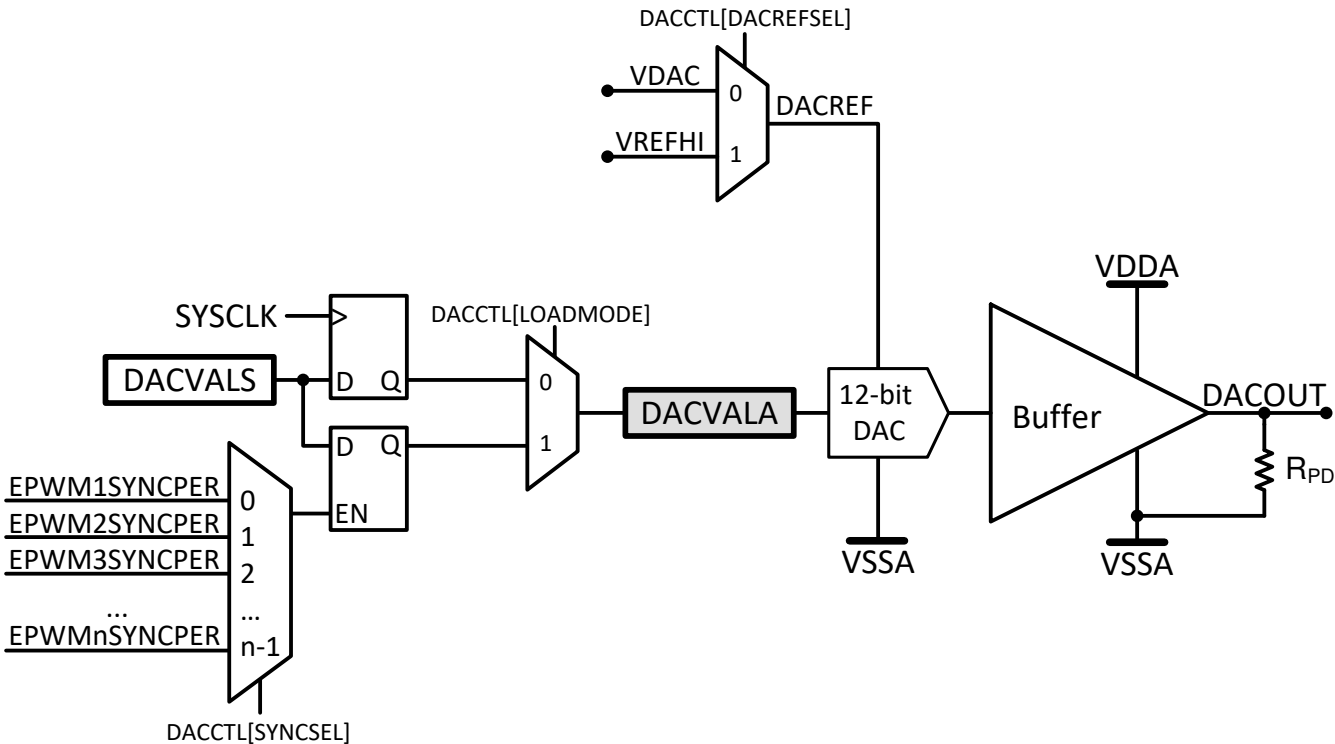 DACCTL[DACREFSEL]
VDAC
0
DACREF
VREFHI
1
VDDA
SYSCLK
>
DACCTL[LOADMODE]
DACVALS
D Q
0
DACVALA
12-bit
DAC
Buffer
DACOUT
D Q
1
EN
RPD
EPWM1SYNCPER 0
EPWM2SYNCPER 1
EPWM3SYNCPER 2
... ...
EPWMnSYNCPER n-1
VSSA
VSSA
DACCTL[SYNCSEL]